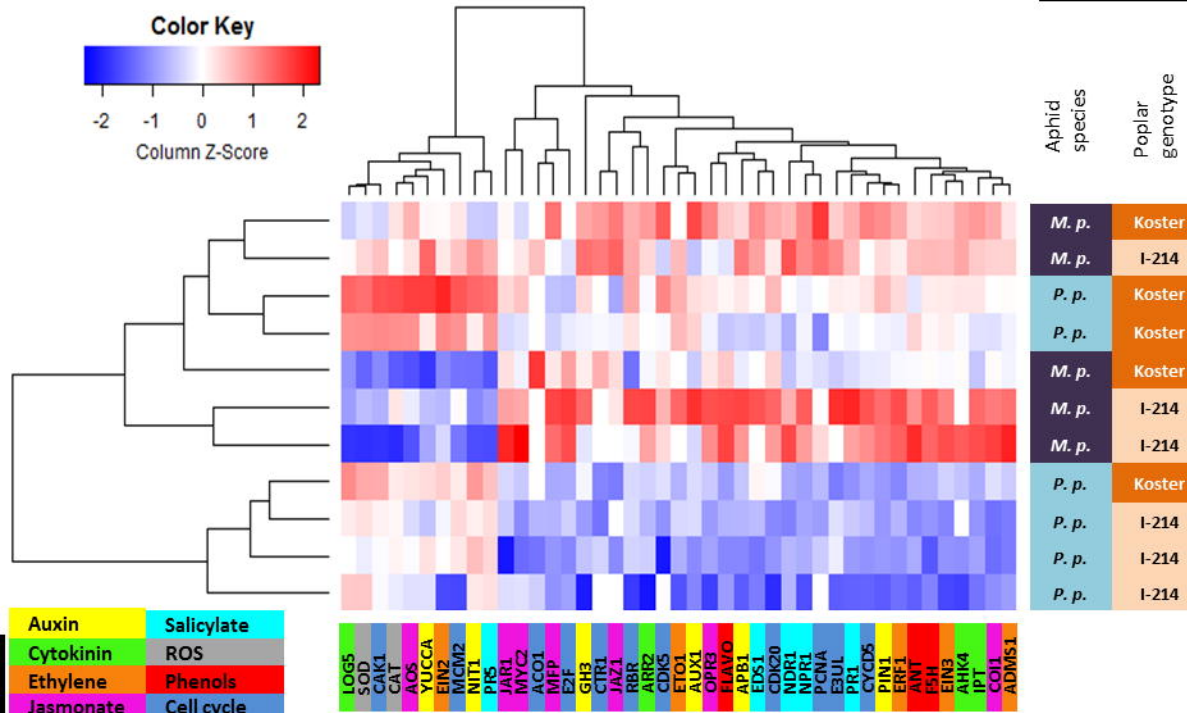 Color Key
-2 -1 0 1 2
Column Z-Score
Aphid
species
Poplar
genotype
M. p. Koster
M. p. I-214
P. p. Koster
P. p. Koster
M. p. Koster
M. p. I-214
M. p. I-214
P. p. Koster
P. p. I-214
P. p. I-214
P. p. I-214
Auxin Salicylate
Cytokinin ROS
Ethylene Phenols
Jasmonate Cell cycle
LOG5
SOD
CAK1
CAT
AOS
YUCCA
EIN2
MCM2
NIT1
PR5
JAR1
MYC2
ACO1
MFP
E2F
GH3
CTR1
JAZ1
RBR
ARR2
CDK5
ETO1
AUX1
OPR3
FLAVO
APB1
EDS1
CDK20
NDR1
NPR1
PCNA
E3UL
PR1
CYCD5
PIN1
ERF1
ANT
F5H
EIN3
AHK4
IPT
COI1
ADMS1